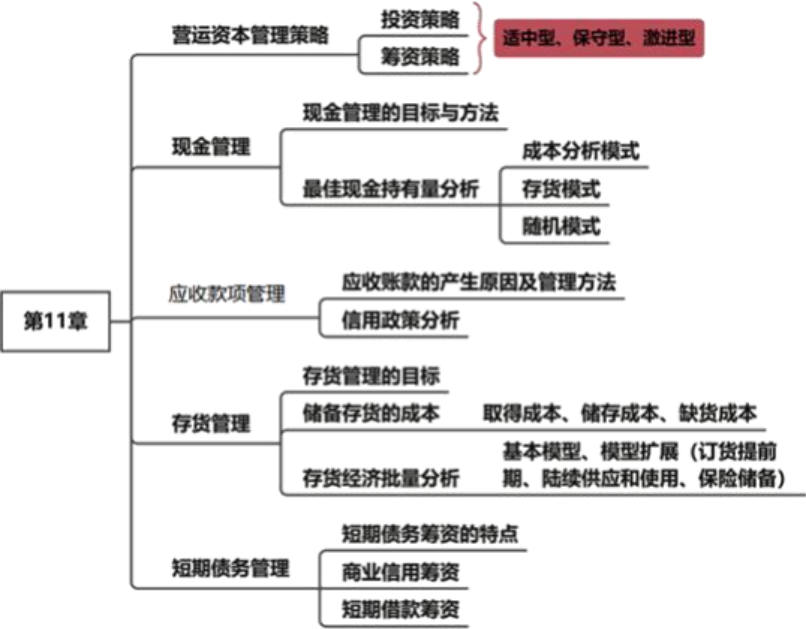 第11章
营运资本管理策略
投资策略
筹资策略
适中型、保守型、激进型
现金管理
现金管理的目标与方法
最佳现金持有量分析
成本分析模式
存货模式
随机模式
应收款项管理
应收账款的产生原因及管理方法
信用政策分析
存货管理
存货管理的目标
储备存货的成本
取得成本、储存成本、缺货成本
存货经济批量分析
基本模型、模型扩展（订货提前
期、陆续供应和使用、保险储备）
短期债务管理
短期债务筹资的特点
商业信用筹资
短期借款筹资